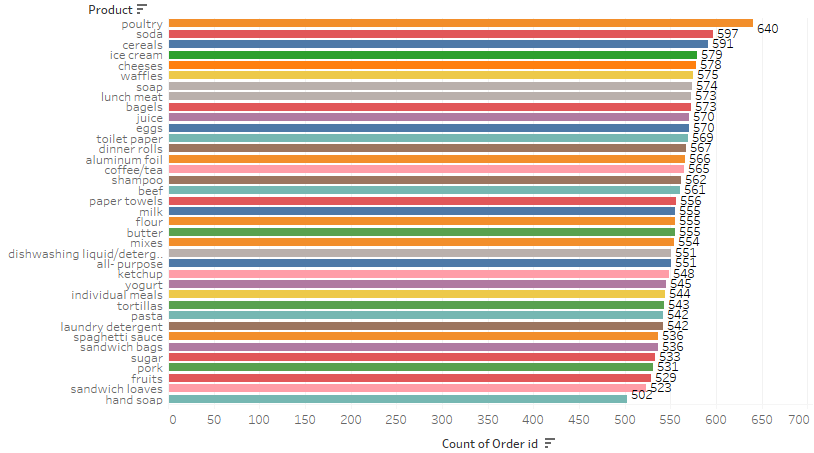 Product
poultry 640
soda 597
cereals 591
ice cream 579
cheeses 578
waffles 575
soap 574
lunch meat 573
bagels 573
juice 570
eggs 570
toilet paper 569
dinner rolls 567
aluminum foil 566
coffee/tea 565
shampoo 562
beef 561
paper towels 556
milk 555
flour 555
butter 555
mixes 554
dishwashing liquid/deterg.. 551
all- purpose 551
ketchup 548
yogurt 545
individual meals 544
tortillas 543
pasta 542
laundry detergent 542
spaghetti sauce 536
sandwich bags 536
sugar 533
pork 531
fruits 529
sandwich loaves 523
hand soap 502
0 50 100 150 200 250 300 350 400 450 500 550 600 650 700
Count of Order id